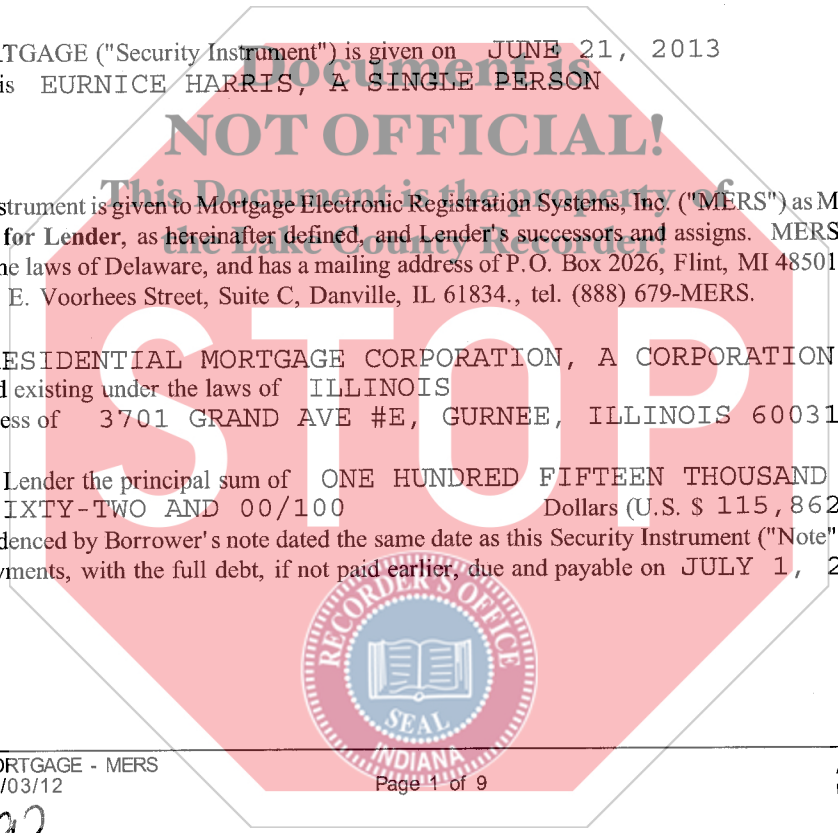 TGAGE ("Security Instrument") is given on JUNE 21, 2013
is EURNICE HARRIS, A SINGLE PERSON
Document is
NOT OFFICIAL!
This Document is the property of
the Lake County Recorder!
strument is given to Mortgage Electronic Registration Systems, Inc. ("MERS") as M
for Lender, as hereinafter defined, and Lender's successors and assigns. MERS
e laws of Delaware, and has a mailing address of P.O. Box 2026, Flint, MI 48501
E. Voorhees Street, Suite C, Danville, IL 61834., tel. (888) 679-MERS.
STOP
ESIDENTIAL MORTGAGE CORPORATION, A CORPORATION
d existing under the laws of ILLINOIS
ess of 3701 GRAND AVE #E, GURNEE, ILLINOIS 60031
Lender the principal sum of ONE HUNDRED FIFTEEN THOUSAND
IXTY-TWO AND 00/100 Dollars (U.S. $ 115,862
denced by Borrower's note dated the same date as this Security Instrument ("Note"
ments, with the full debt, if not paid earlier, due and payable on JULY 1, 2
RECORDER'S OFFICE
SEAL
INDIANA
ORTGAGE - MERS
/03/12 Page 1 of 9